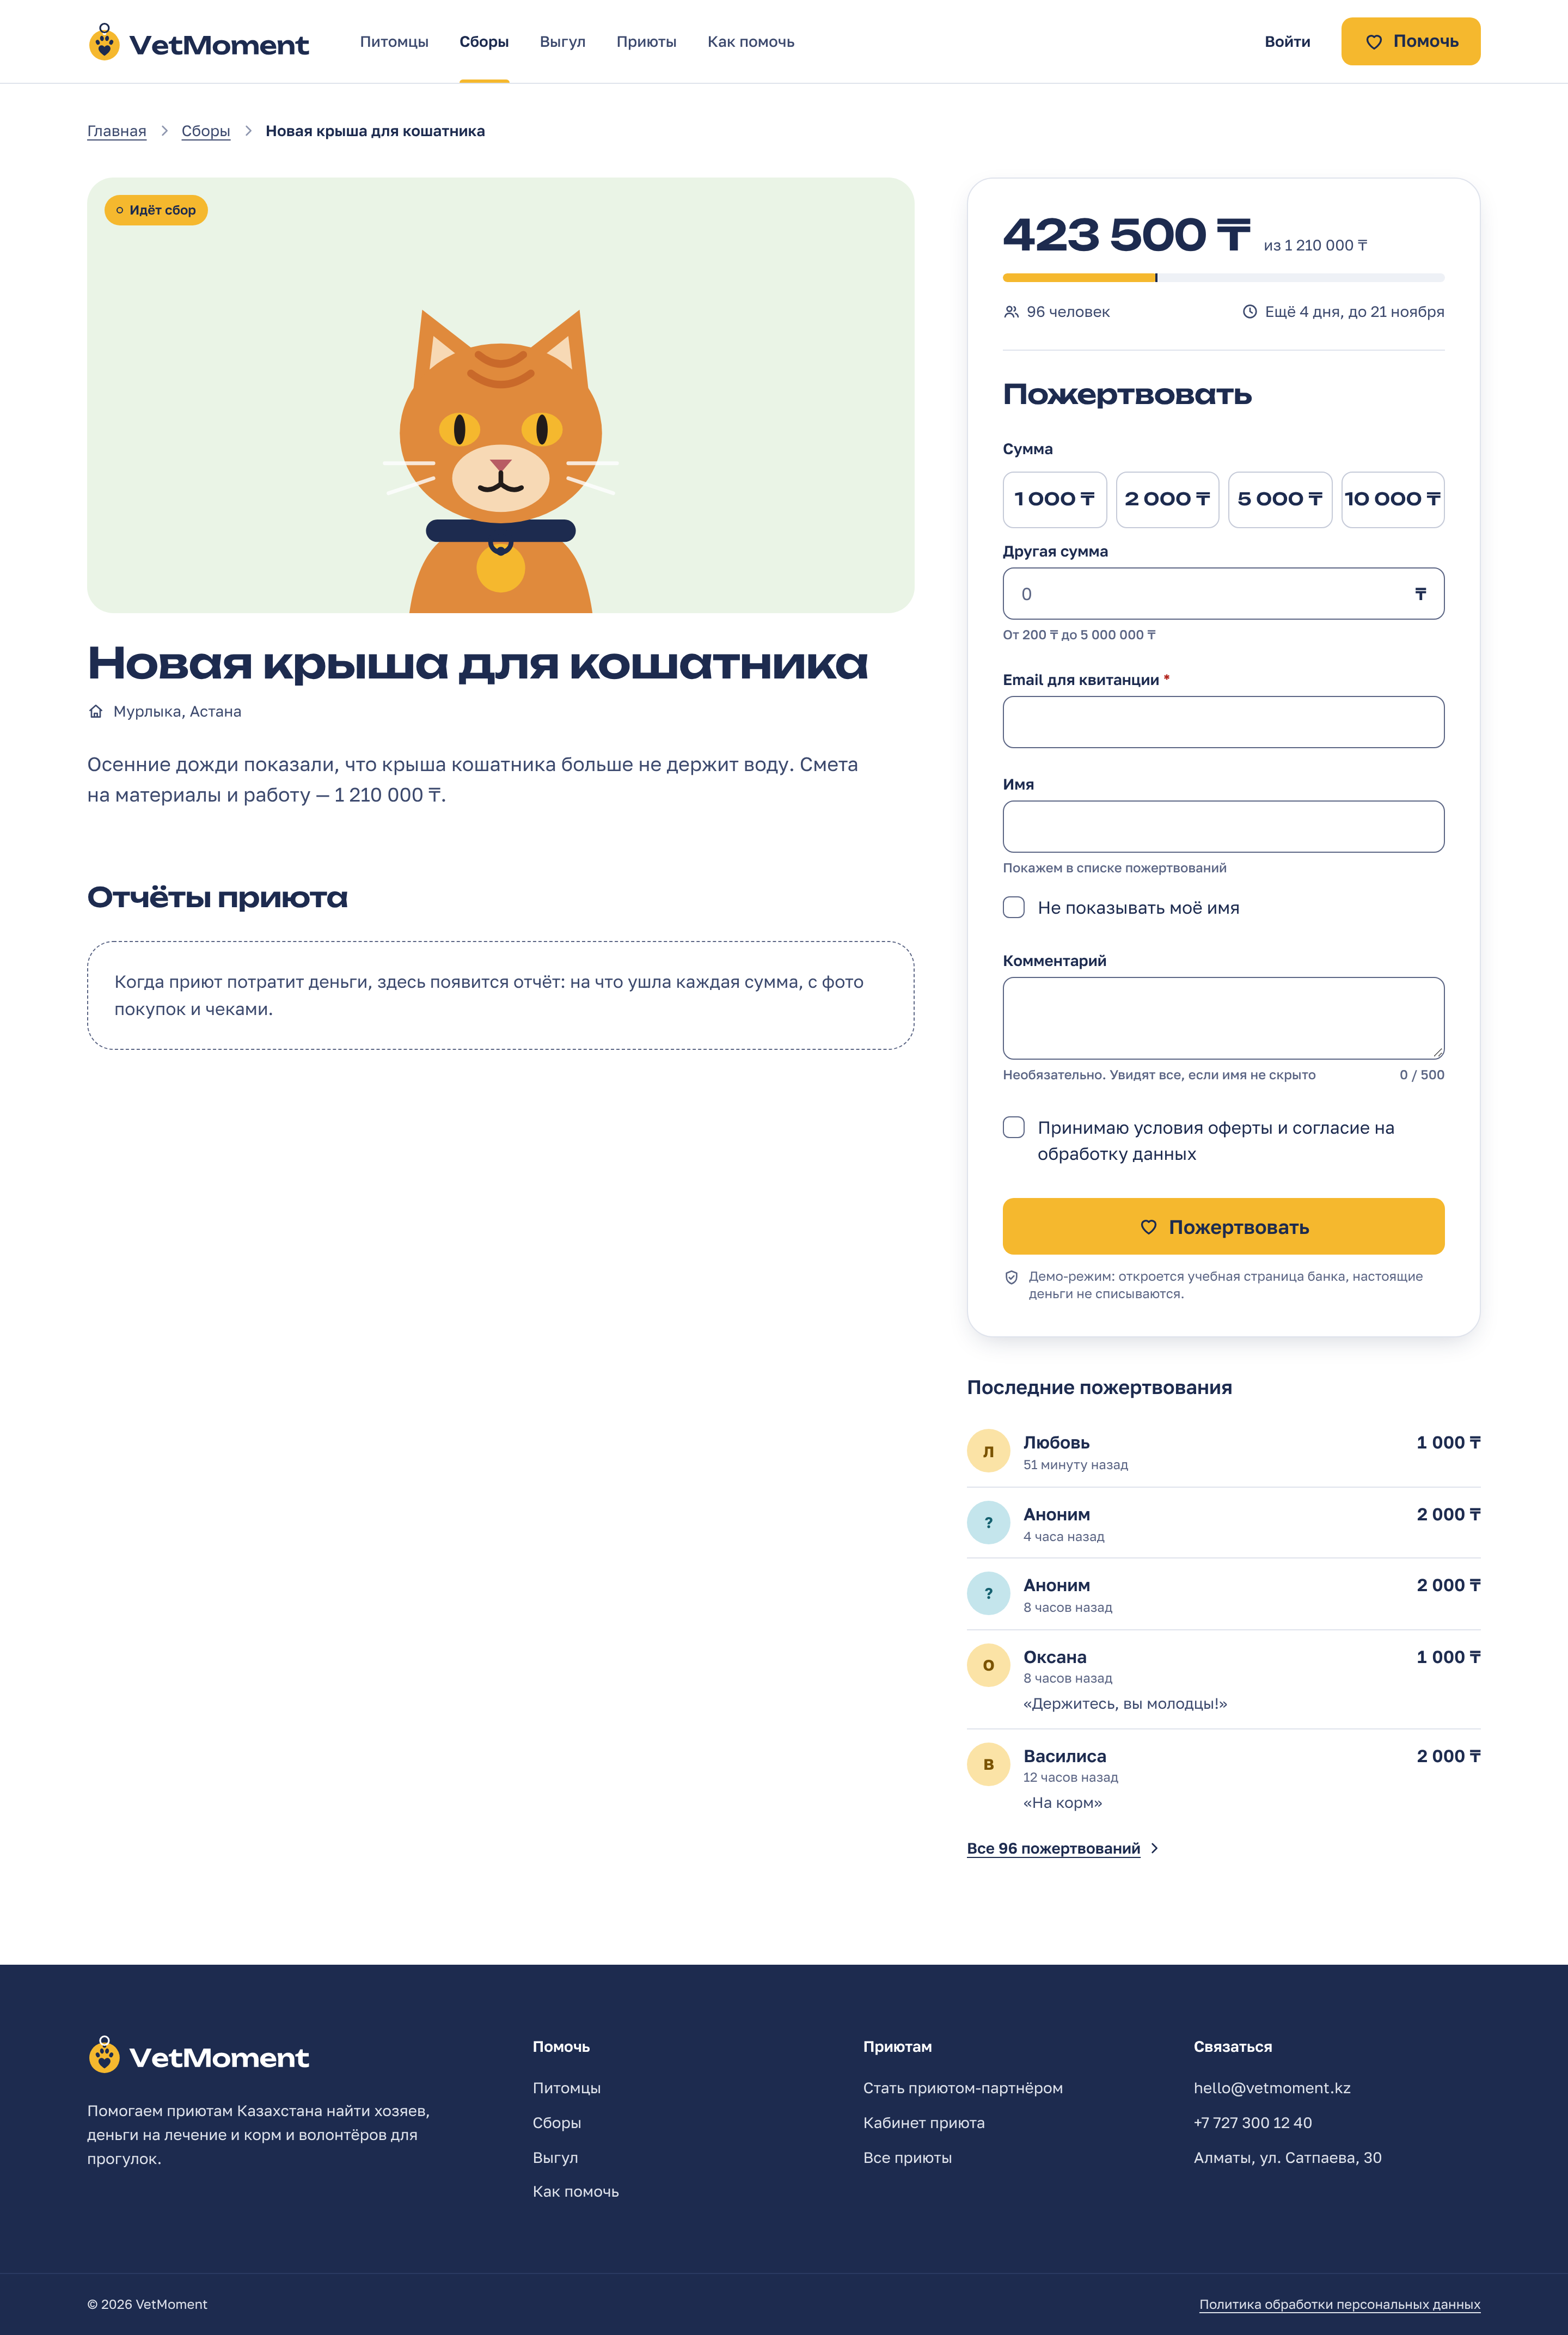 VetMoment
Питомцы
Сборы
Выгул
Приюты
Как помочь
Войти
Помочь
Главная
Сборы
Новая крыша для кошатника
Идёт сбор
Новая крыша для кошатника
Мурлыка, Астана
Осенние дожди показали, что крыша кошатника больше не держит воду. Смета
на материалы и работу — 1 210 000 ₸.
Отчёты приюта
Когда приют потратит деньги, здесь появится отчёт: на что ушла каждая сумма, с фото
покупок и чеками.
423 500 ₸ из 1 210 000 ₸
96 человек
Ещё 4 дня, до 21 ноября
Пожертвовать
Сумма
1 000 ₸
2 000 ₸
5 000 ₸
10 000 ₸
Другая сумма
0 ₸
От 200 ₸ до 5 000 000 ₸
Email для квитанции *
Имя
Покажем в списке пожертвований
Не показывать моё имя
Комментарий
Необязательно. Увидят все, если имя не скрыто
0 / 500
Принимаю условия оферты и согласие на
обработку данных
Пожертвовать
Демо-режим: откроется учебная страница банка, настоящие
деньги не списываются.
Последние пожертвования
Л
Любовь
1 000 ₸
51 минуту назад
?
Аноним
2 000 ₸
4 часа назад
?
Аноним
2 000 ₸
8 часов назад
О
Оксана
1 000 ₸
8 часов назад
«Держитесь, вы молодцы!»
В
Василиса
2 000 ₸
12 часов назад
«На корм»
Все 96 пожертвований
VetMoment
Помогаем приютам Казахстана найти хозяев,
деньги на лечение и корм и волонтёров для
прогулок.
Помочь
Питомцы
Сборы
Выгул
Как помочь
Приютам
Стать приютом-партнёром
Кабинет приюта
Все приюты
Связаться
hello@vetmoment.kz
+7 727 300 12 40
Алматы, ул. Сатпаева, 30
© 2026 VetMoment
Политика обработки персональных данных